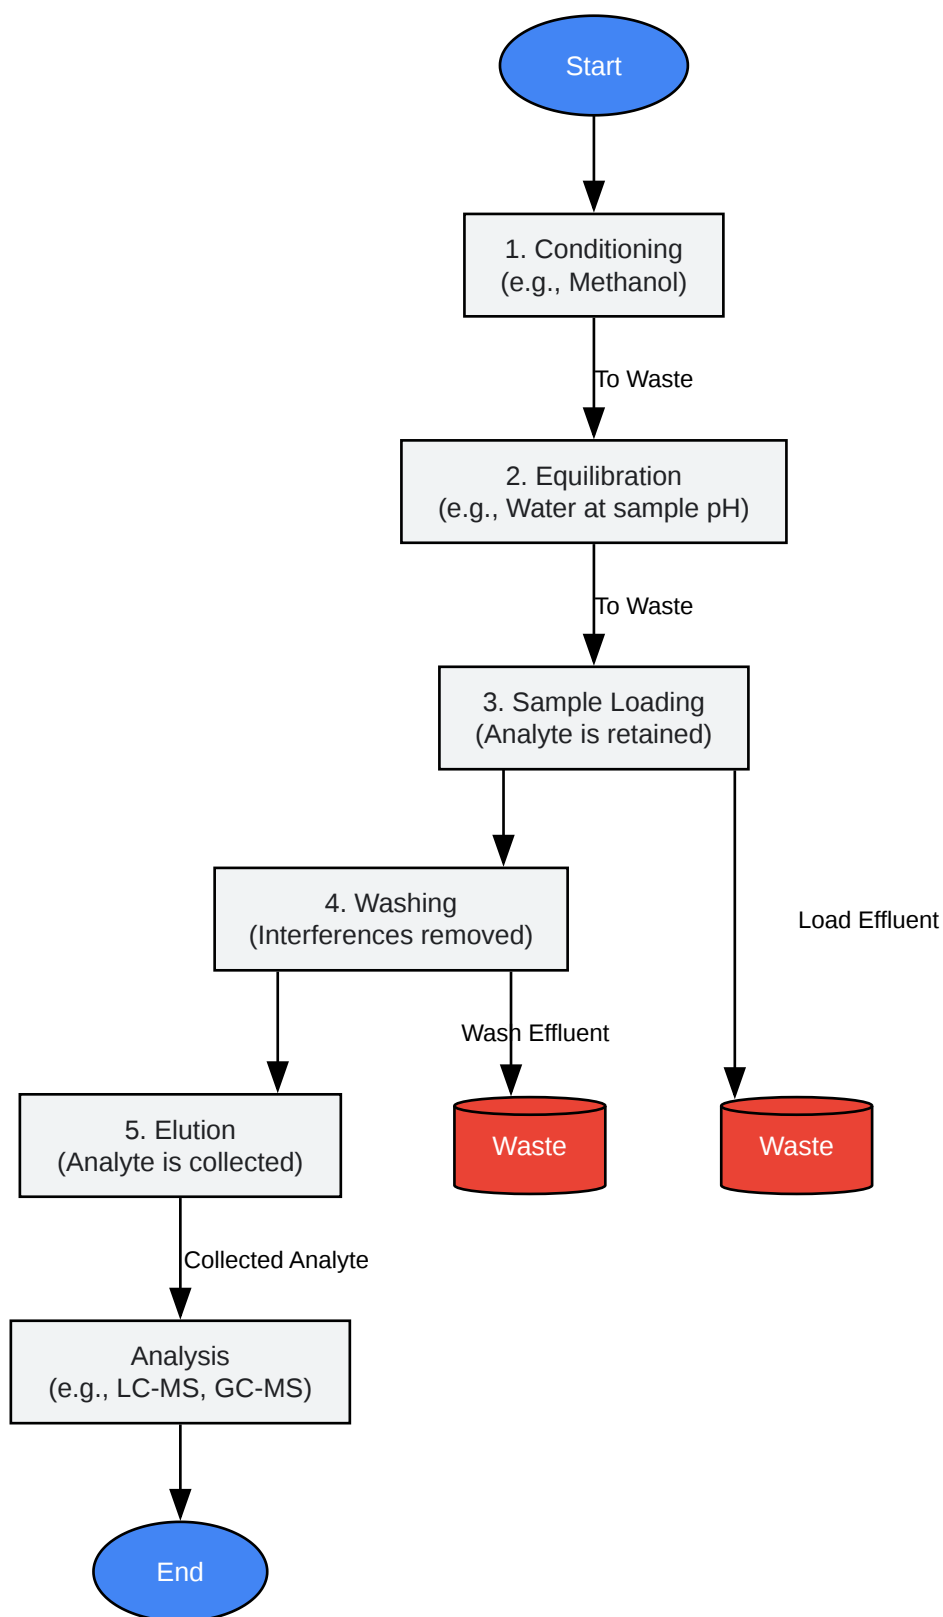 Start
1. Conditioning
(e.g., Methanol)
To Waste
2. Equilibration
(e.g., Water at sample pH)
To Waste
3. Sample Loading
(Analyte is retained)
4. Washing
(Interferences removed)
Load Effluent
Wash Effluent
5. Elution
(Analyte is collected)
Waste
Waste
Collected Analyte
Analysis
(e.g., LC-MS, GC-MS)
End